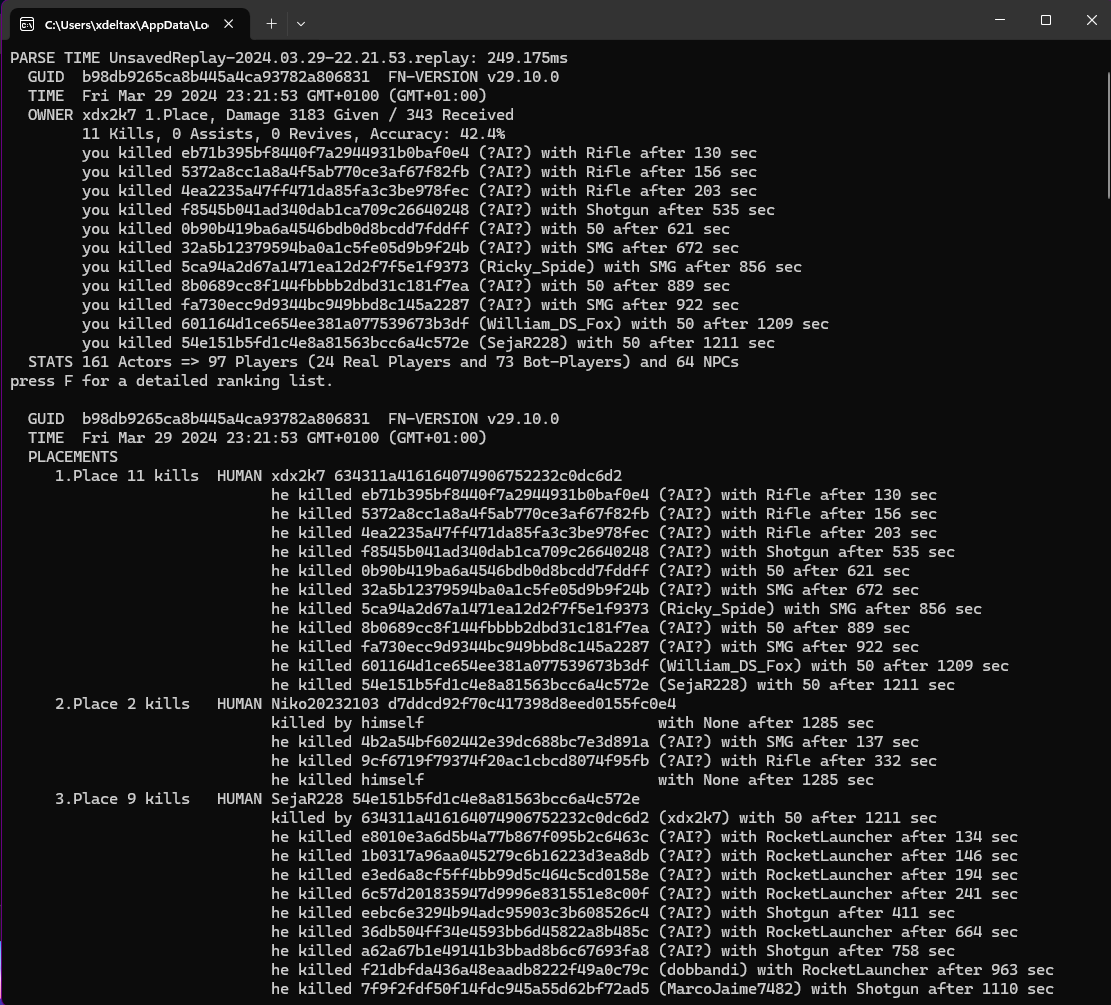 C:\Users\xdeltax\AppData\Lo
PARSE TIME UnsavedReplay-2024.03.29-22.21.53.replay: 249.175ms
GUID b98db9265ca8b445a4ca93782a806831 FN-VERSION v29.10.0
TIME Fri Mar 29 2024 23:21:53 GMT+0100 (GMT+01:00)
OWNER xdx2k7 1.Place, Damage 3183 Given / 343 Received
11 Kills, 0 Assists, 0 Revives, Accuracy: 42.4%
you killed eb71b395bf8440f7a2944931b0baf0e4 (?AI?) with Rifle after 130 sec
you killed 5372a8cc1a8a4f5ab770ce3af67f82fb (?AI?) with Rifle after 156 sec
you killed 4ea2235a47ff471da85fa3c3be978fec (?AI?) with Rifle after 203 sec
you killed f8545b041ad340dab1ca709c26640248 (?AI?) with Shotgun after 535 sec
you killed 0b90b419ba6a4546bdb0d8bcdd7fddff (?AI?) with 50 after 621 sec
you killed 32a5b12379594ba0a1c5fe05d9b9f24b (?AI?) with SMG after 672 sec
you killed 5ca94a2d67a1471ea12d2f7f5e1f9373 (Ricky_Spide) with SMG after 856 sec
you killed 8b0689cc8f144fbbbb2dbd31c181f7ea (?AI?) with 50 after 889 sec
you killed fa730ecc9d9344bc949bbd8c145a2287 (?AI?) with SMG after 922 sec
you killed 601164d1ce654ee381a077539673b3df (William_DS_Fox) with 50 after 1209 sec
you killed 54e151b5fd1c4e8a81563bcc6a4c572e (SejaR228) with 50 after 1211 sec
STATS 161 Actors => 97 Players (24 Real Players and 73 Bot-Players) and 64 NPCs
press F for a detailed ranking list.
GUID b98db9265ca8b445a4ca93782a806831 FN-VERSION v29.10.0
TIME Fri Mar 29 2024 23:21:53 GMT+0100 (GMT+01:00)
PLACEMENTS
1.Place 11 kills HUMAN xdx2k7 634311a416164074906752232c0dc6d2
he killed eb71b395bf8440f7a2944931b0baf0e4 (?AI?) with Rifle after 130 sec
he killed 5372a8cc1a8a4f5ab770ce3af67f82fb (?AI?) with Rifle after 156 sec
he killed 4ea2235a47ff471da85fa3c3be978fec (?AI?) with Rifle after 203 sec
he killed f8545b041ad340dab1ca709c26640248 (?AI?) with Shotgun after 535 sec
he killed 0b90b419ba6a4546bdb0d8bcdd7fddff (?AI?) with 50 after 621 sec
he killed 32a5b12379594ba0a1c5fe05d9b9f24b (?AI?) with SMG after 672 sec
he killed 5ca94a2d67a1471ea12d2f7f5e1f9373 (Ricky_Spide) with SMG after 856 sec
he killed 8b0689cc8f144fbbbb2dbd31c181f7ea (?AI?) with 50 after 889 sec
he killed fa730ecc9d9344bc949bbd8c145a2287 (?AI?) with SMG after 922 sec
he killed 601164d1ce654ee381a077539673b3df (William_DS_Fox) with 50 after 1209 sec
he killed 54e151b5fd1c4e8a81563bcc6a4c572e (SejaR228) with 50 after 1211 sec
2.Place 2 kills HUMAN Niko20232103 d7ddcd92f70c417398d8eed0155fc0e4
killed by himself with None after 1285 sec
he killed 4b2a54bf602442e39dc688bc7e3d891a (?AI?) with SMG after 137 sec
he killed 9cf6719f79374f20ac1cbcd8074f95fb (?AI?) with Rifle after 332 sec
he killed himself with None after 1285 sec
3.Place 9 kills HUMAN SejaR228 54e151b5fd1c4e8a81563bcc6a4c572e
killed by 634311a416164074906752232c0dc6d2 (xdx2k7) with 50 after 1211 sec
he killed e8010e3a6d5b4a77b867f095b2c6463c (?AI?) with RocketLauncher after 134 sec
he killed 1b0317a96aa045279c6b16223d3ea8db (?AI?) with RocketLauncher after 146 sec
he killed e3ed6a8cf5ff4bb99d5c464c5cd0158e (?AI?) with RocketLauncher after 194 sec
he killed 6c57d201835947d9996e831551e8c00f (?AI?) with RocketLauncher after 241 sec
he killed eebc6e3294b94adc95903c3b608526c4 (?AI?) with Shotgun after 411 sec
he killed 36db504ff34e4593bb6d45822a8b485c (?AI?) with RocketLauncher after 664 sec
he killed a62a67b1e49141b3bbad8b6c67693fa8 (?AI?) with Shotgun after 758 sec
he killed f21dbfda436a48eaadb8222f49a0c79c (dobbandi) with RocketLauncher after 963 sec
he killed 7f9f2fdf50f14fdc945a55d62bf72ad5 (MarcoJaime7482) with Shotgun after 1110 sec